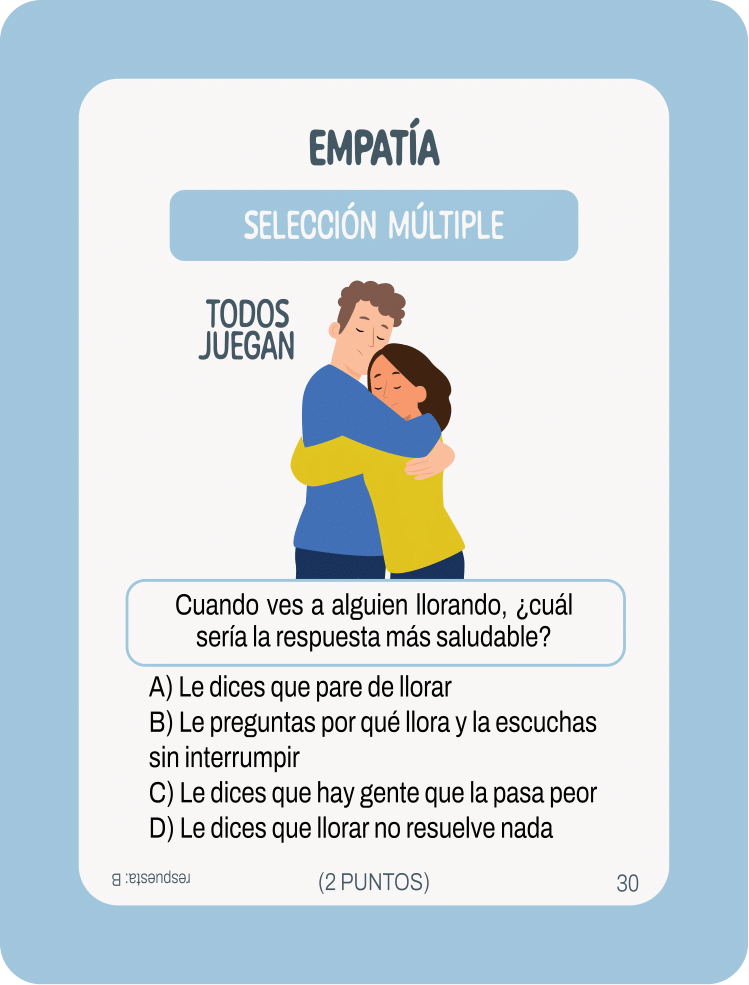 EMPATÍA
SELECCIÓN MÚLTIPLE
TODOS
JUEGAN
Cuando ves a alguien llorando, ¿cuál
sería la respuesta más saludable?
A) Le dices que pare de llorar
B) Le preguntas por qué llora y la escuchas
sin interrumpir
C) Le dices que hay gente que la pasa peor
D) Le dices que llorar no resuelve nada
respuesta: B
(2 PUNTOS)
30